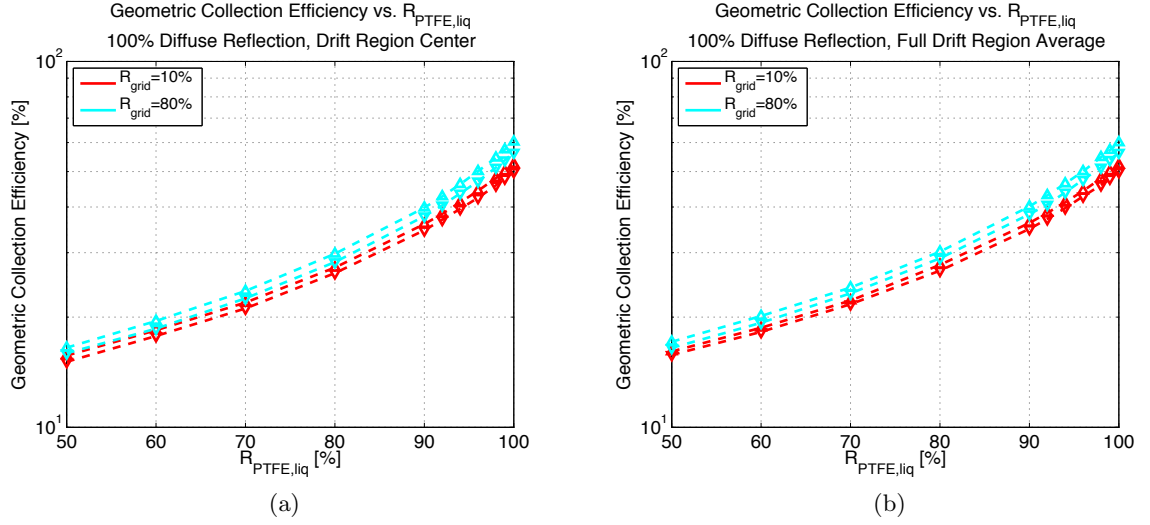 Geometric Collection Efficiency vs. R_PTFE,liq
100% Diffuse Reflection, Drift Region Center
10^2
R_grid=10%
R_grid=80%
Geometric Collection Efficiency [%]
10^1
50 60 70 80 90 100
R_PTFE,liq [%]
(a)
Geometric Collection Efficiency vs. R_PTFE,liq
100% Diffuse Reflection, Full Drift Region Average
10^2
R_grid=10%
R_grid=80%
Geometric Collection Efficiency [%]
10^1
50 60 70 80 90 100
R_PTFE,liq [%]
(b)